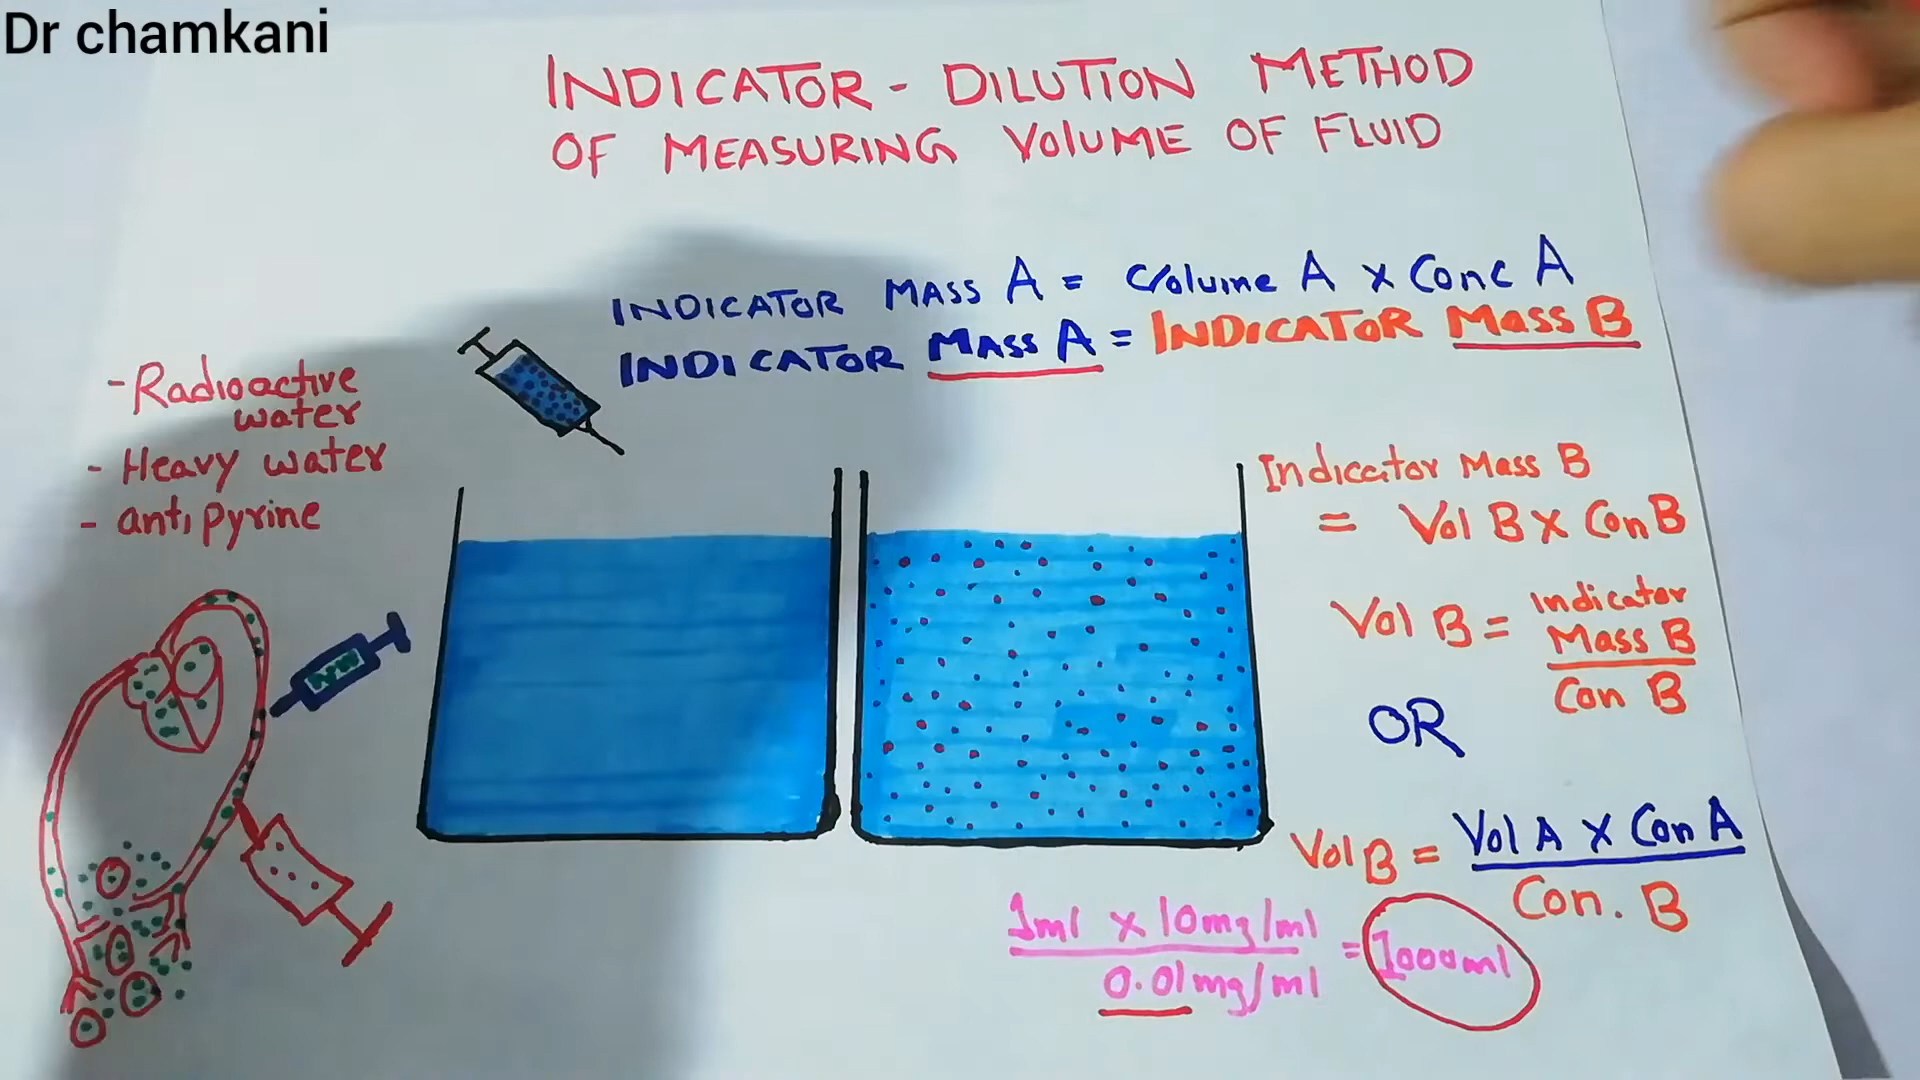 Dr chamkani
INDICATOR - DILUTION METHOD
OF MEASURING VOLUME OF FLUID
INDICATOR MASS A = Volume A x Conc A
INDICATOR MASS A = INDICATOR MASS B
- Radioactive
water
- Heavy water
- antipyrine
Indicator Mass B
= Vol B x Con B
Vol B = Indicator
Mass B
Con B
OR
Vol B = Vol A x Con A
Con. B
1ml x 10mg/ml
0.01mg/ml
= 1000ml